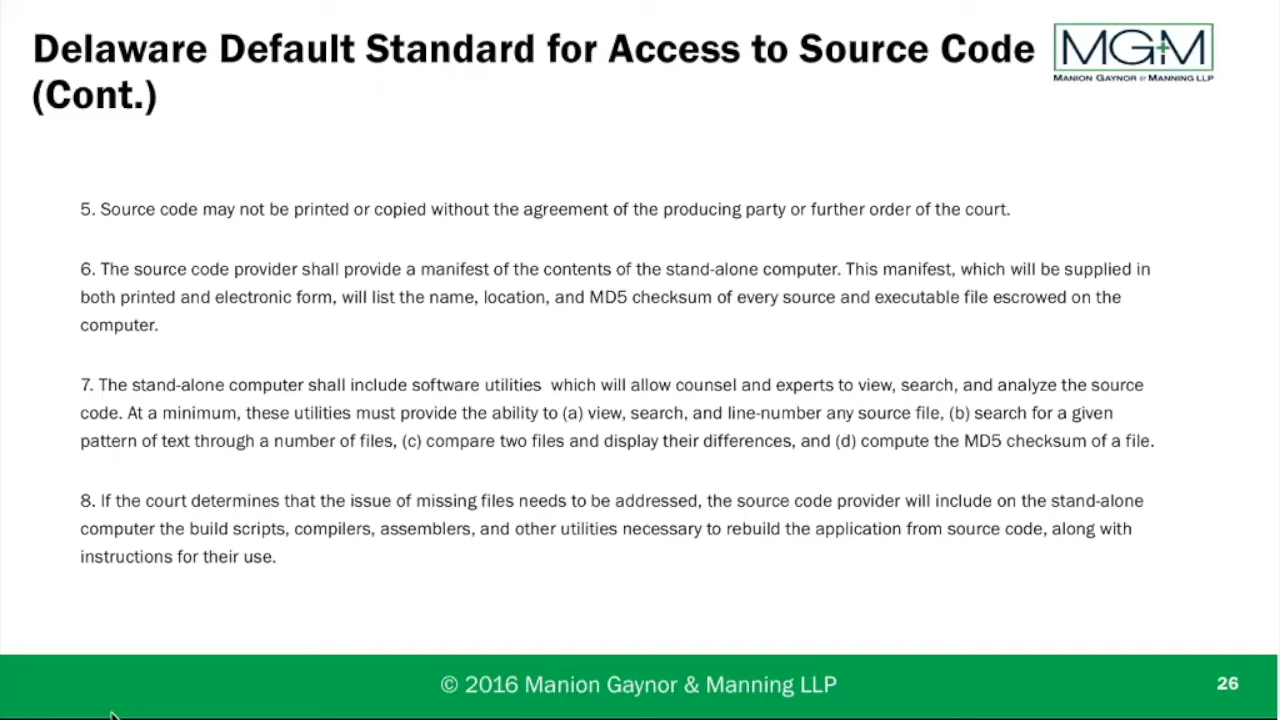 Delaware Default Standard for Access to Source Code
(Cont.)
MG+M
MANION GAYNOR & MANNING LLP
5. Source code may not be printed or copied without the agreement of the producing party or further order of the court.
6. The source code provider shall provide a manifest of the contents of the stand-alone computer. This manifest, which will be supplied in
both printed and electronic form, will list the name, location, and MD5 checksum of every source and executable file escrowed on the
computer.
7. The stand-alone computer shall include software utilities  which will allow counsel and experts to view, search, and analyze the source
code. At a minimum, these utilities must provide the ability to (a) view, search, and line-number any source file, (b) search for a given
pattern of text through a number of files, (c) compare two files and display their differences, and (d) compute the MD5 checksum of a file.
8. If the court determines that the issue of missing files needs to be addressed, the source code provider will include on the stand-alone
computer the build scripts, compilers, assemblers, and other utilities necessary to rebuild the application from source code, along with
instructions for their use.
© 2016 Manion Gaynor & Manning LLP
26